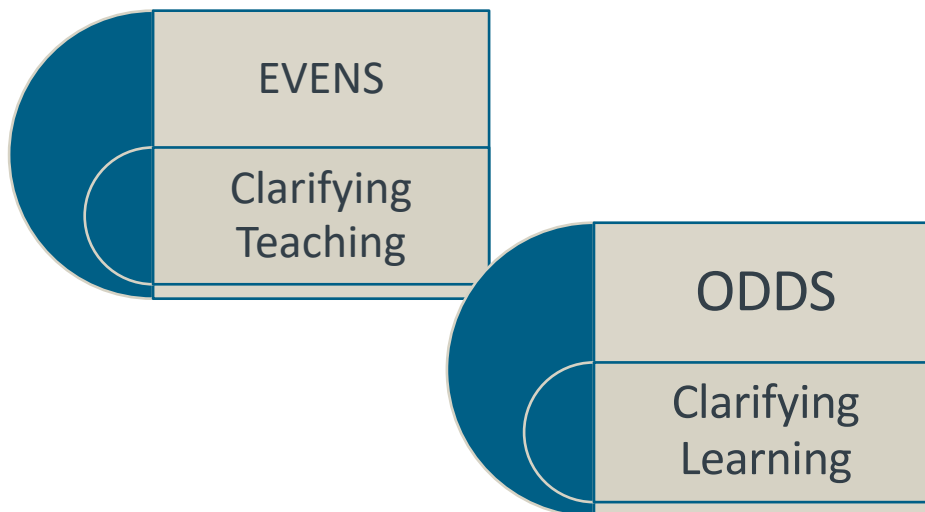 EVENS
Clarifying
Teaching
ODDS
Clarifying
Learning